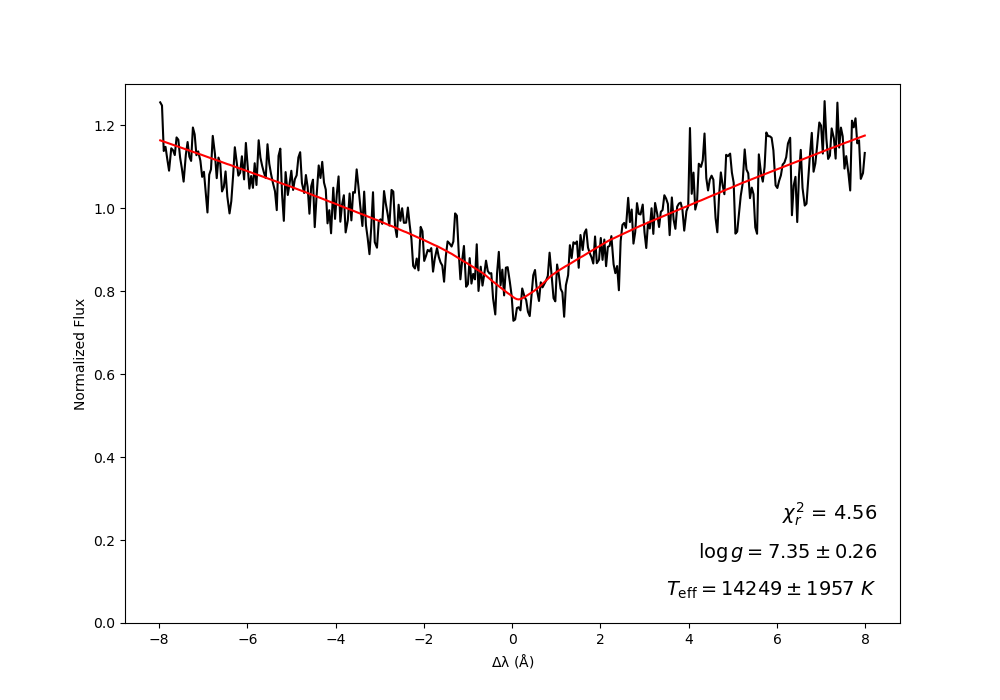 1.2
1.0
0.8
0.6
0.4
0.2
0.0
Normalized Flux
χ²ᵣ = 4.56
log g = 7.35 ± 0.26
T_eff = 14249 ± 1957 K
−8 −6 −4 −2 0 2 4 6 8
Δλ (Å)